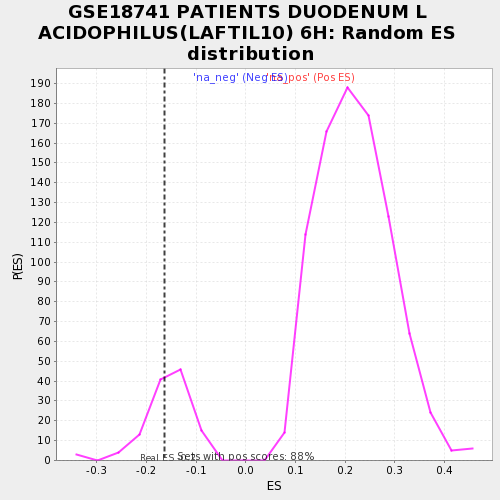 GSE18741 PATIENTS DUODENUM L
ACIDOPHILUS(LAFTIL10) 6H: Random ES
distribution
'na_neg' (Neg ES) 'na_pos' (Pos ES)
190
180
170
160
150
140
130
120
110
100
90
80
70
60
50
40
30
20
10
0
P(ES)
Real ES Sets with pos scores: 88%
-0.3 -0.2 -0.1 0.0 0.1 0.2 0.3 0.4
ES